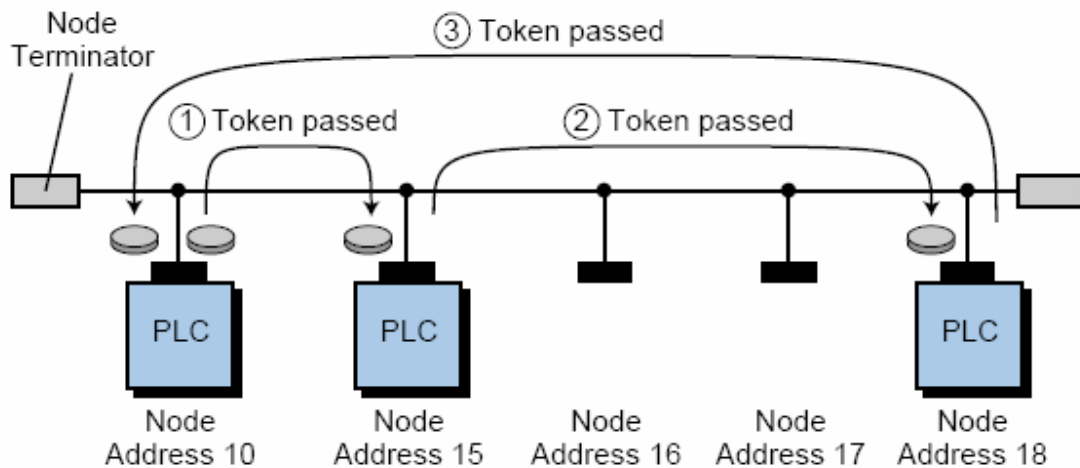 ③ Token passed
Node
Terminator
① Token passed
② Token passed
PLC
PLC
PLC
Node
Address 10
Node
Address 15
Node
Address 16
Node
Address 17
Node
Address 18